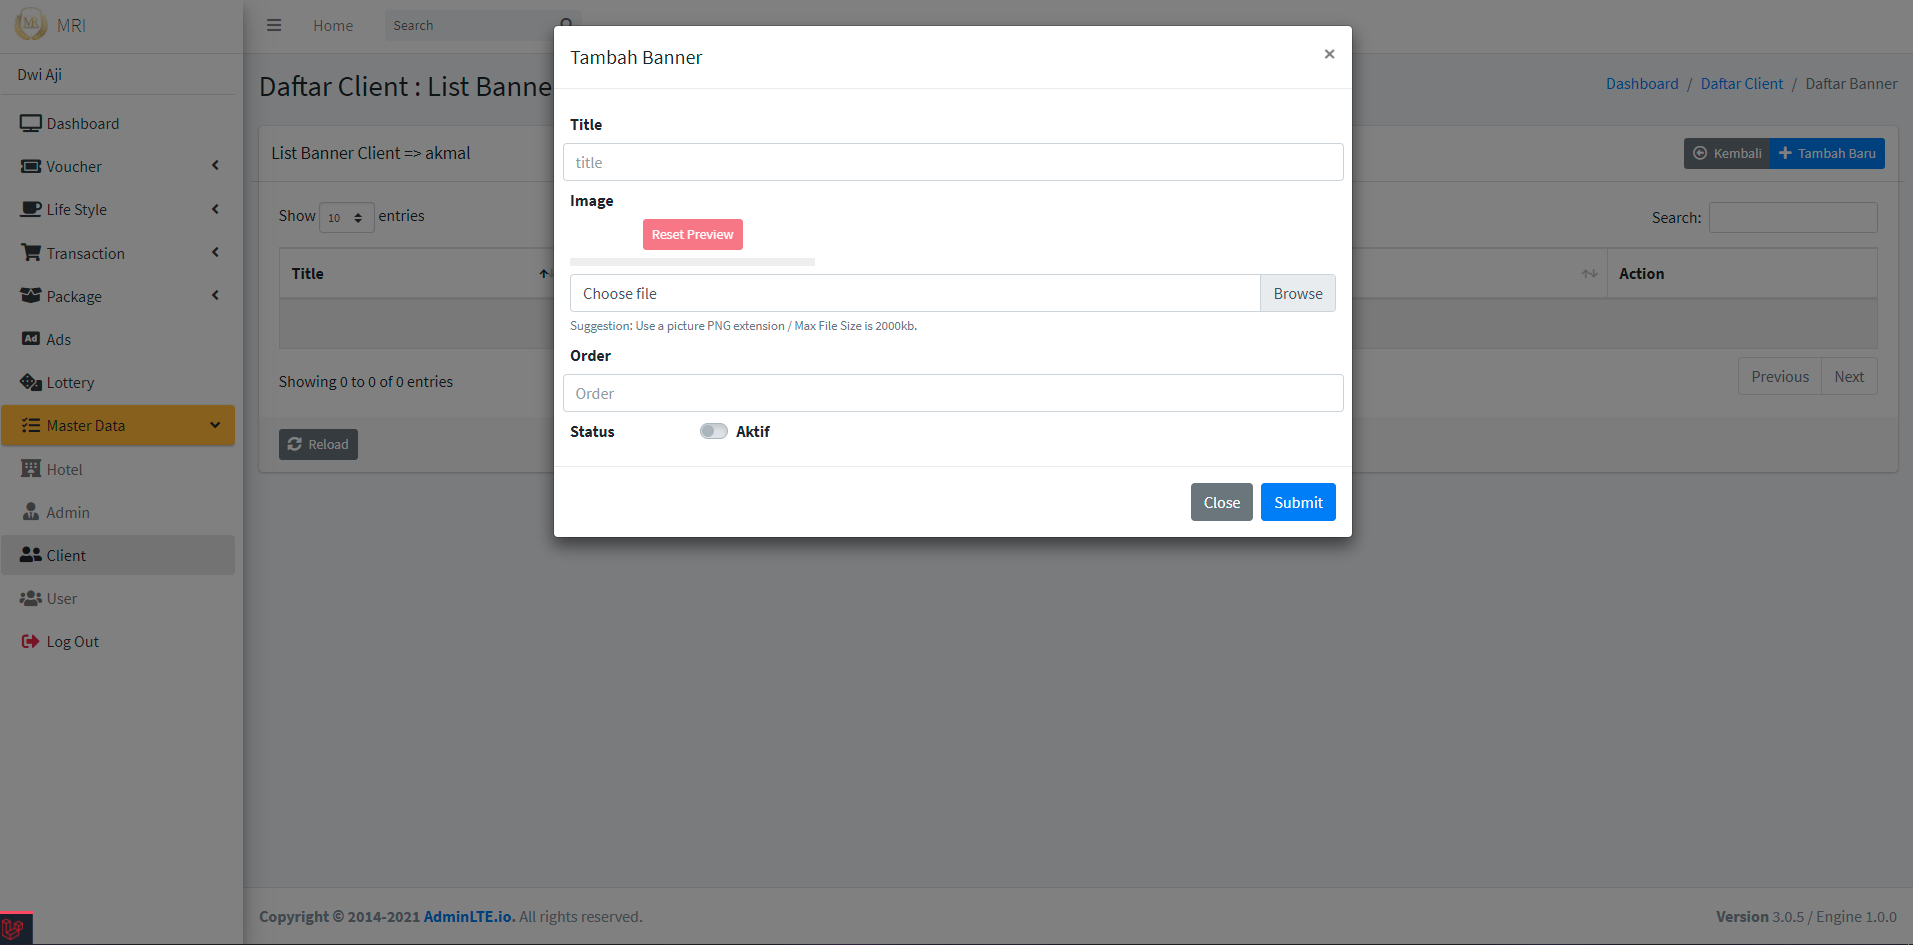 MRI
Home
Search
Dwi Aji
Dashboard
Voucher
Life Style
Transaction
Package
Ad Ads
Lottery
Master Data
Hotel
Admin
Client
User
Log Out
Daftar Client : List Banne
Dashboard / Daftar Client / Daftar Banner
List Banner Client => akmal
Kembali
Tambah Baru
Show 10 entries
Search:
Title
Action
Showing 0 to 0 of 0 entries
Previous Next
Reload
Tambah Banner
×
Title
title
Image
Reset Preview
Choose file
Browse
Suggestion: Use a picture PNG extension / Max File Size is 2000kb.
Order
Order
Status
Aktif
Close
Submit
Copyright © 2014-2021 AdminLTE.io. All rights reserved.
Version 3.0.5 / Engine 1.0.0